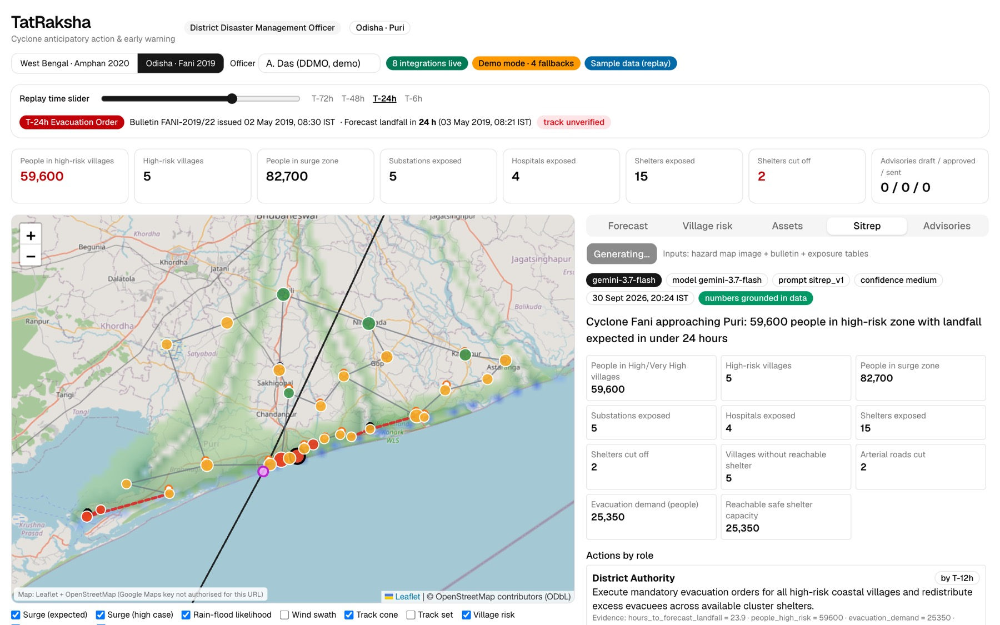 TatRaksha
Cyclone anticipatory action & early warning
District Disaster Management Officer
Odisha · Puri
West Bengal · Amphan 2020
Odisha · Fani 2019
Officer
A. Das (DDMO, demo)
8 integrations live
Demo mode · 4 fallbacks
Sample data (replay)
Replay time slider
T-72h
T-48h
T-24h
T-6h
T-24h Evacuation Order
Bulletin FANI-2019/22 issued 02 May 2019, 08:30 IST · Forecast landfall in 24 h (03 May 2019, 08:21 IST)
track unverified
People in high-risk villages
59,600
High-risk villages
5
People in surge zone
82,700
Substations exposed
5
Hospitals exposed
4
Shelters exposed
15
Shelters cut off
2
Advisories draft / approved
/ sent
0 / 0 / 0
+
−
Bhubaneswar
Jagatsinghpur
Khordha
Begunia
Khordha
Jatani
Jagatsinghapur
Dalatola
Balikuda
Ranpur
Khordha
Satyabadi
Gop
Astaranga
Sakhigopal
Tangi
Tangi
Chandanpur
Konark
WLS
Puri
Brahmagiri
Krushna
Prasad
Map: Leaflet + OpenStreetMap (Google Maps key not authorised for this URL)
Leaflet | © OpenStreetMap contributors (ODbL)
Surge (expected)
Surge (high case)
Rain-flood likelihood
Wind swath
Track cone
Track set
Village risk
Forecast
Village risk
Assets
Sitrep
Advisories
Generating...
Inputs: hazard map image + bulletin + exposure tables
gemini-3.7-flash
model gemini-3.7-flash
prompt sitrep_v1
confidence medium
30 Sept 2026, 20:24 IST
numbers grounded in data
Cyclone Fani approaching Puri: 59,600 people in high-risk zone with landfall
expected in under 24 hours
People in High/Very High
villages
59,600
High-risk villages
5
People in surge zone
82,700
Substations exposed
5
Hospitals exposed
4
Shelters exposed
15
Shelters cut off
2
Villages without reachable
shelter
5
Arterial roads cut
2
Evacuation demand (people)
25,350
Reachable safe shelter
capacity
25,350
Actions by role
District Authority
by T-12h
Execute mandatory evacuation orders for all high-risk coastal villages and redistribute
excess evacuees across available cluster shelters.
Evidence: hours_to_forecast_landfall = 23.9 · people_high_risk = 59600 · evacuation_demand = 25350 ·